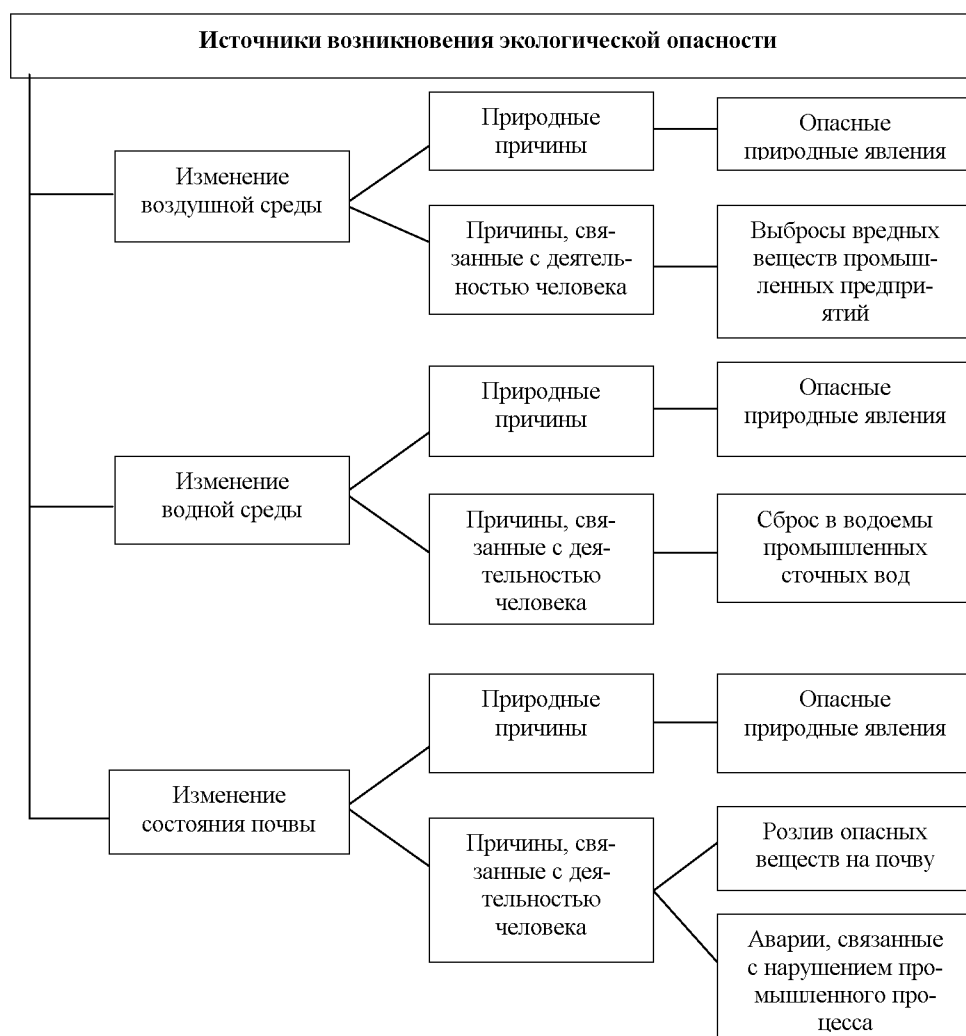 Источники возникновения экологической опасности
Природные
причины
Опасные
природные явления
Изменение
воздушной среды
Причины, свя-
занные с деятель-
ностью человека
Выбросы вредных
веществ промыш-
ленных предприя-
ятий
Природные
причины
Опасные
природные явления
Изменение
водной среды
Причины, свя-
занные с дея-
тельностью
человека
Сброс в водоемы
промышленных
сточных вод
Природные
причины
Опасные
природные явления
Изменение
состояния почвы
Причины, свя-
занные с дея-
тельностью
человека
Розлив опасных
веществ на почву
Аварии, связанные
с нарушением про-
мышленного про-
цесса